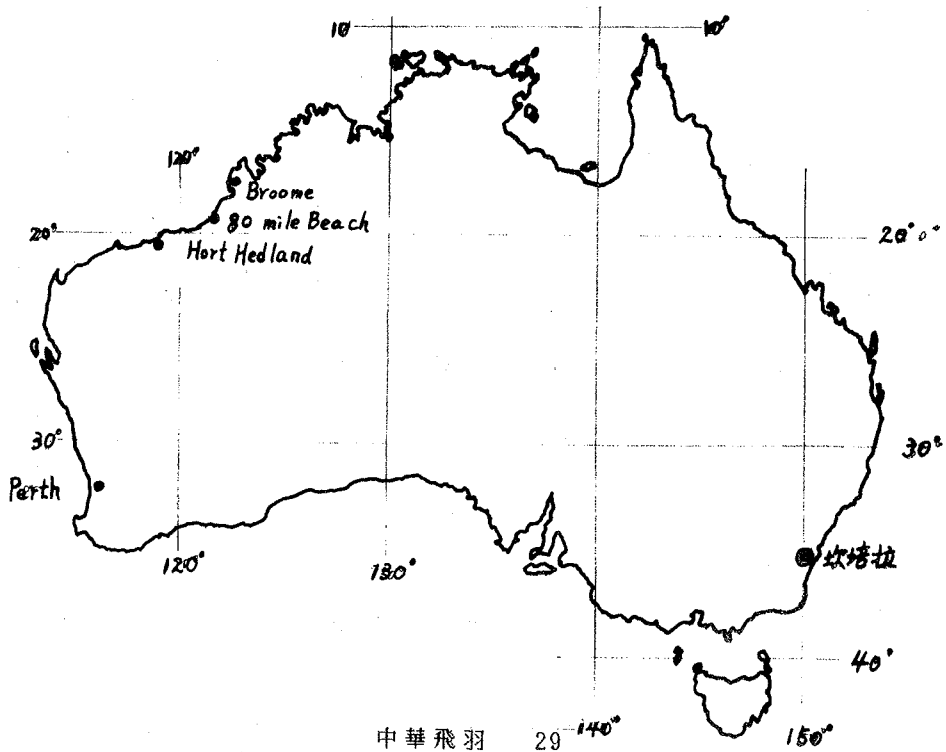 10 10°
120°
Broome
20° 80 mile Beach 20°
Hort Hedland
30° 30°
Perth
坎培拉
120° 130°
40°
中華飛羽 29 140° 150°